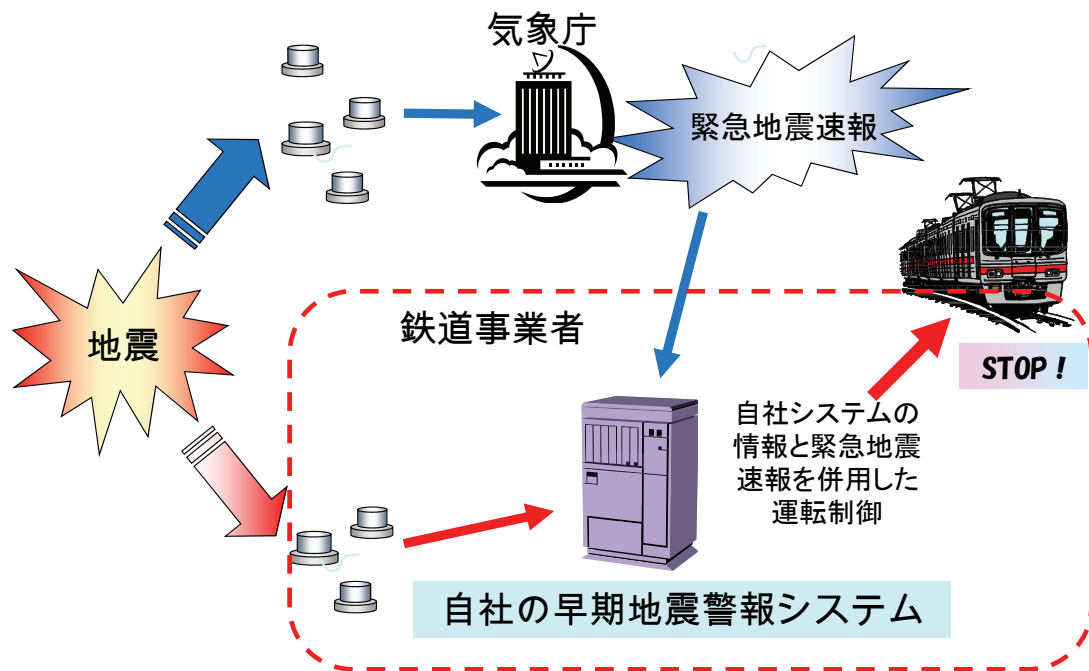 気象庁
緊急地震速報
地震
鉄道事業者
STOP！
自社システムの
情報と緊急地震
速報を併用した
運転制御
自社の早期地震警報システム